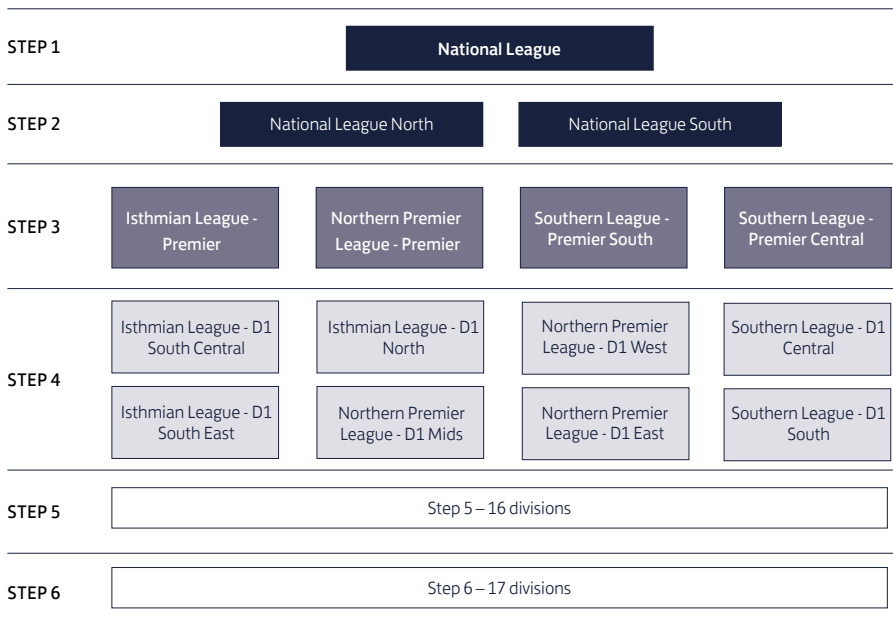 STEP 1
National League
STEP 2
National League North
National League South
STEP 3
Isthmian League -
Premier
Northern Premier
League - Premier
Southern League -
Premier South
Southern League -
Premier Central
STEP 4
Isthmian League - D1
South Central
Isthmian League - D1
North
Northern Premier
League - D1 West
Southern League - D1
Central
Isthmian League - D1
South East
Northern Premier
League - D1 Mids
Northern Premier
League - D1 East
Southern League - D1
South
STEP 5
Step 5 – 16 divisions
STEP 6
Step 6 – 17 divisions